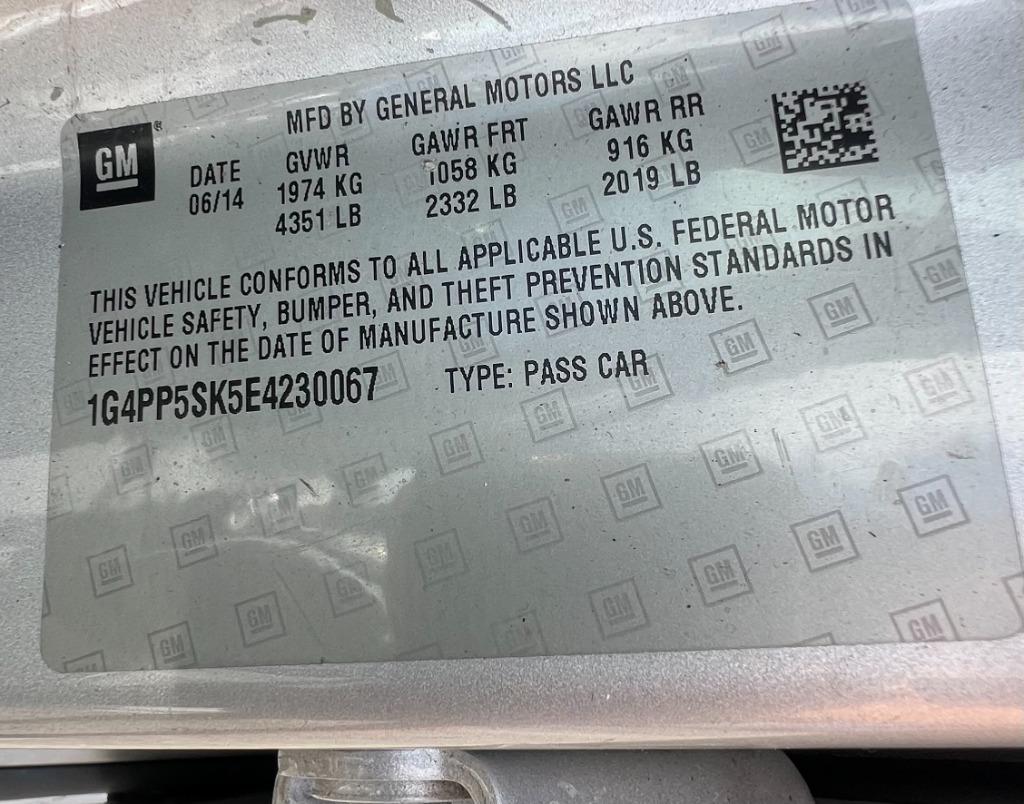 GM
MFD BY GENERAL MOTORS LLC
DATE GVWR GAWR FRT GAWR RR
06/14 1974 KG 1058 KG 916 KG
4351 LB 2332 LB 2019 LB
THIS VEHICLE CONFORMS TO ALL APPLICABLE U.S. FEDERAL MOTOR
VEHICLE SAFETY, BUMPER, AND THEFT PREVENTION STANDARDS IN
EFFECT ON THE DATE OF MANUFACTURE SHOWN ABOVE.
1G4PP5SK5E4230067 TYPE: PASS CAR